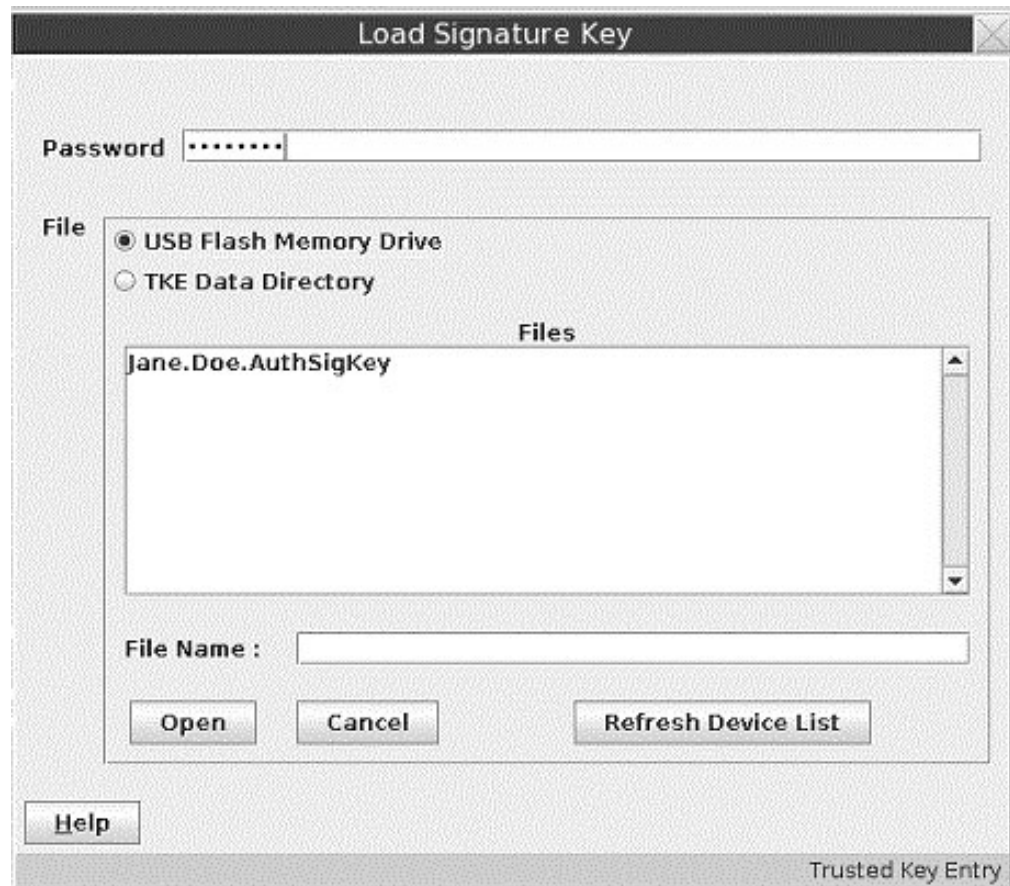 Load Signature Key
Password ••••••••
File
USB Flash Memory Drive
TKE Data Directory
Files
Jane.Doe.AuthSigKey
File Name :
Open Cancel Refresh Device List
Help
Trusted Key Entry